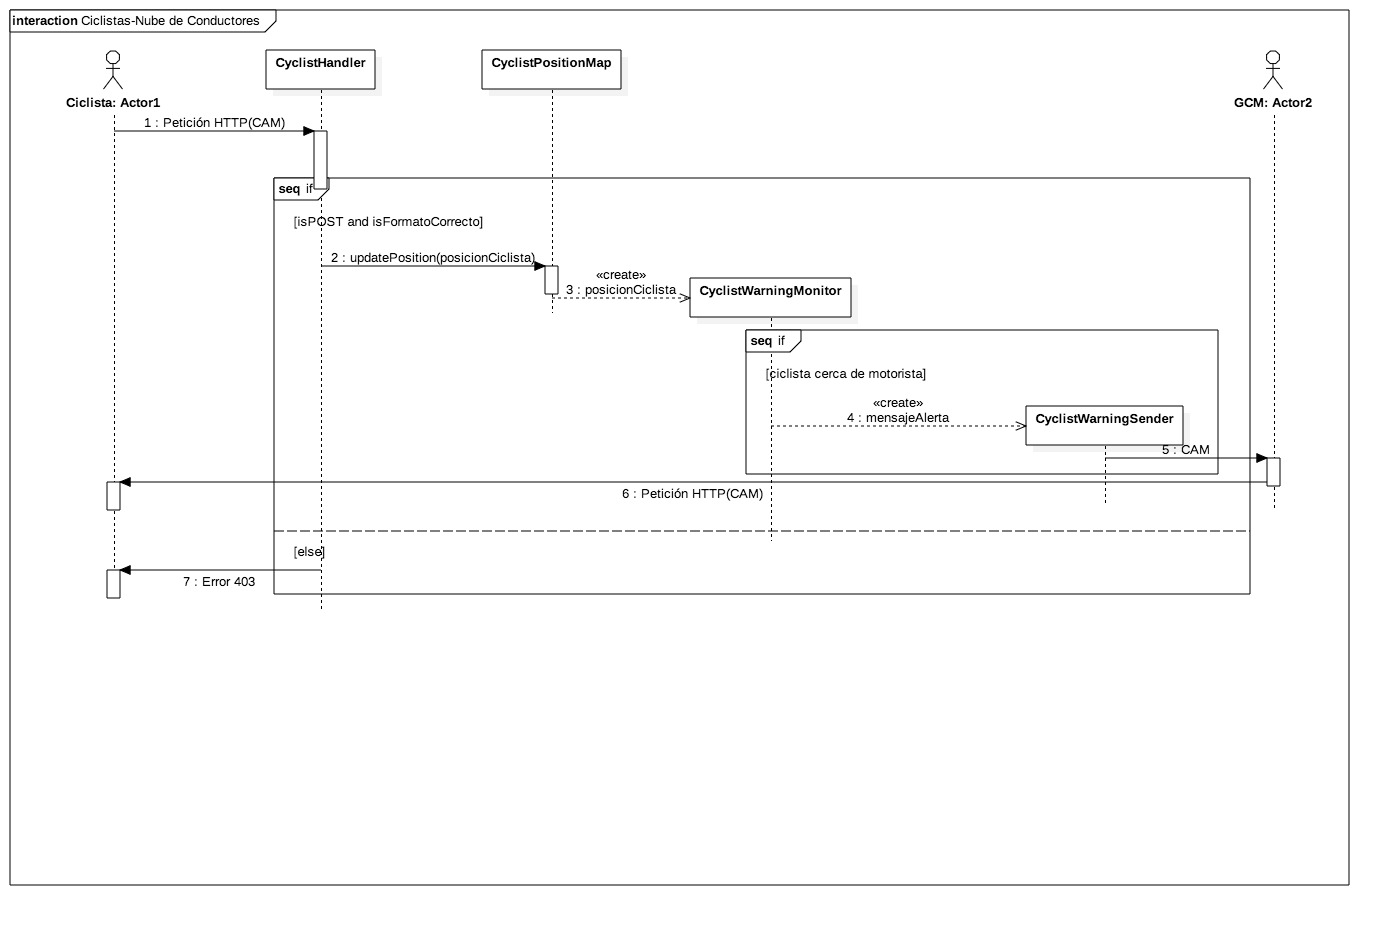 interaction Ciclistas-Nube de Conductores
CyclistHandler
CyclistPositionMap
Ciclista: Actor1
GCM: Actor2
1 : Petición HTTP(CAM)
seq if
[isPOST and isFormatoCorrecto]
2 : updatePosition(posicionCiclista)
«create»
3 : posicionCiclista
CyclistWarningMonitor
seq if
[ciclista cerca de motorista]
«create»
4 : mensajeAlerta
CyclistWarningSender
5 : CAM
6 : Petición HTTP(CAM)
[else]
7 : Error 403